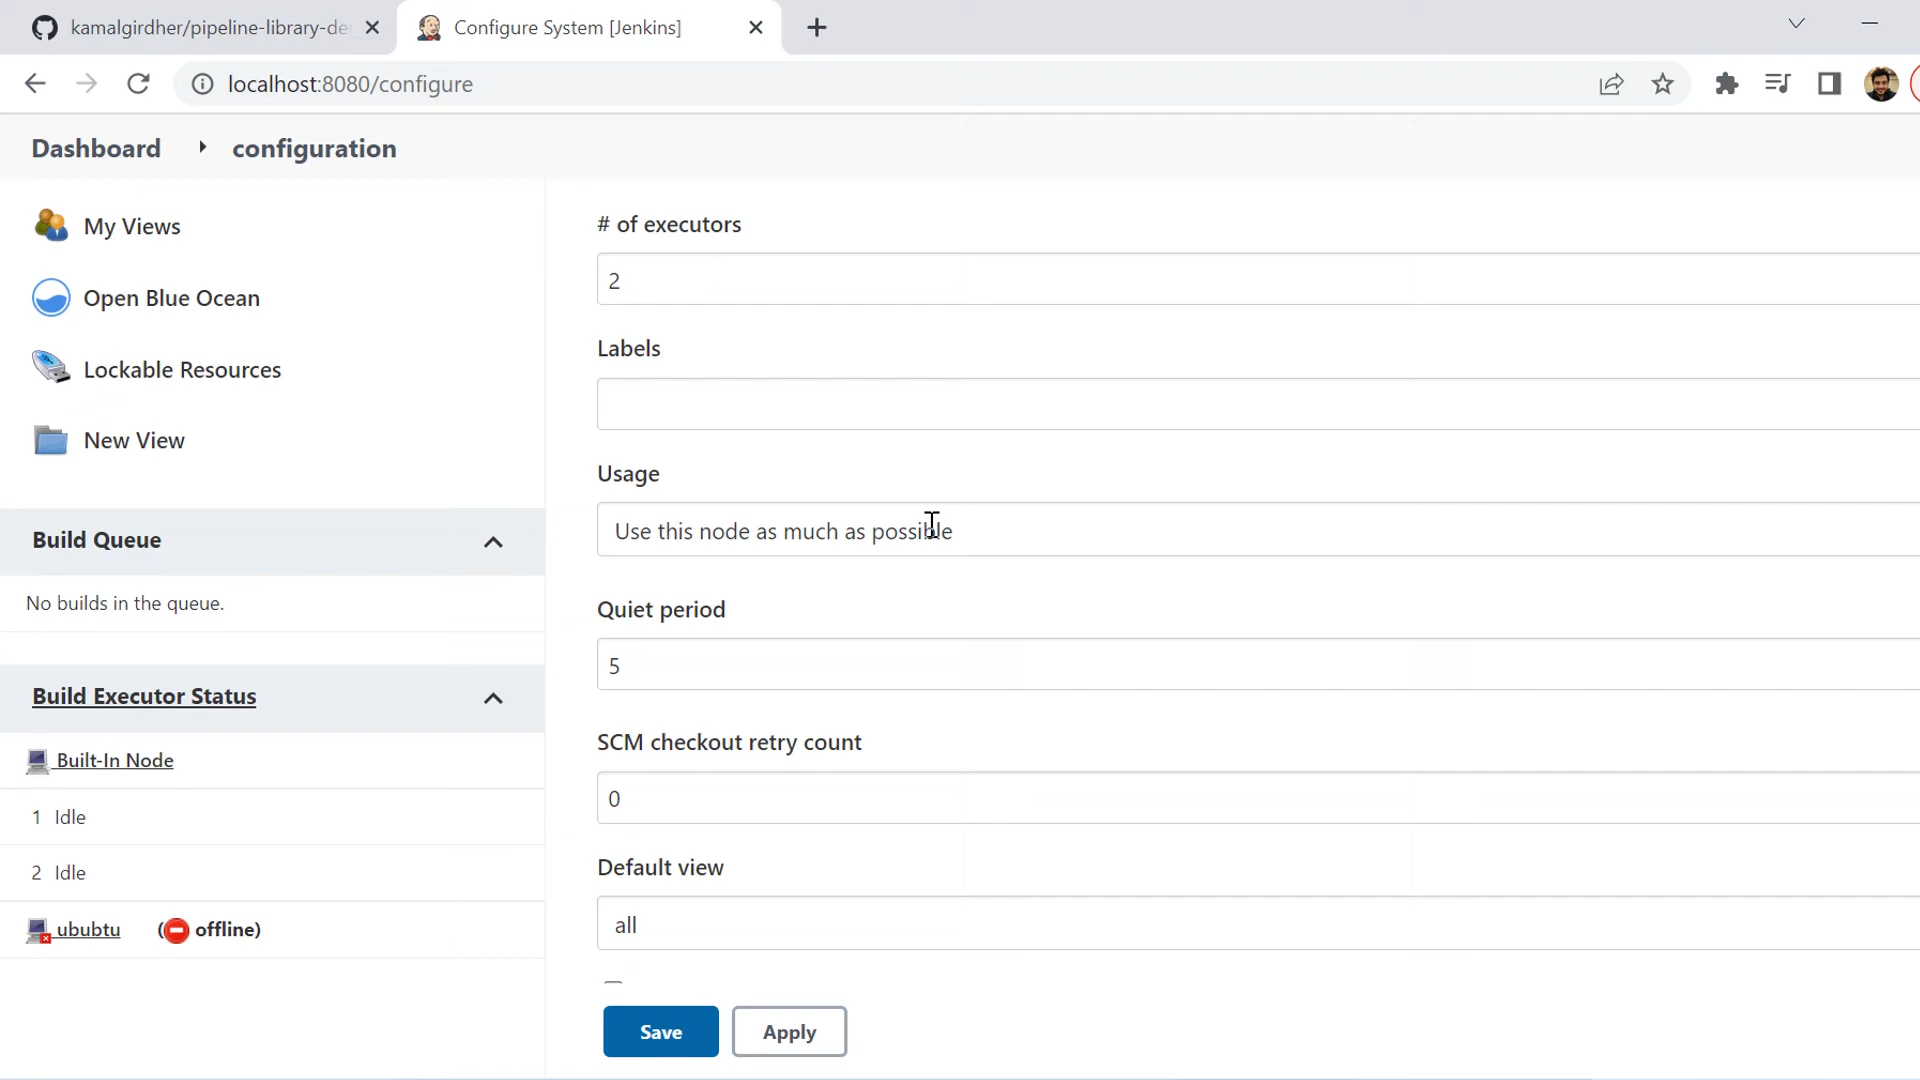 kamalgirdher/pipeline-library-de
Configure System [Jenkins]
localhost:8080/configure
Dashboard
configuration
My Views
Open Blue Ocean
Lockable Resources
New View
Build Queue
No builds in the queue.
Build Executor Status
Built-In Node
1 Idle
2 Idle
ububtu (offline)
# of executors
2
Labels
Usage
Use this node as much as possible
Quiet period
5
SCM checkout retry count
0
Default view
all
Save
Apply